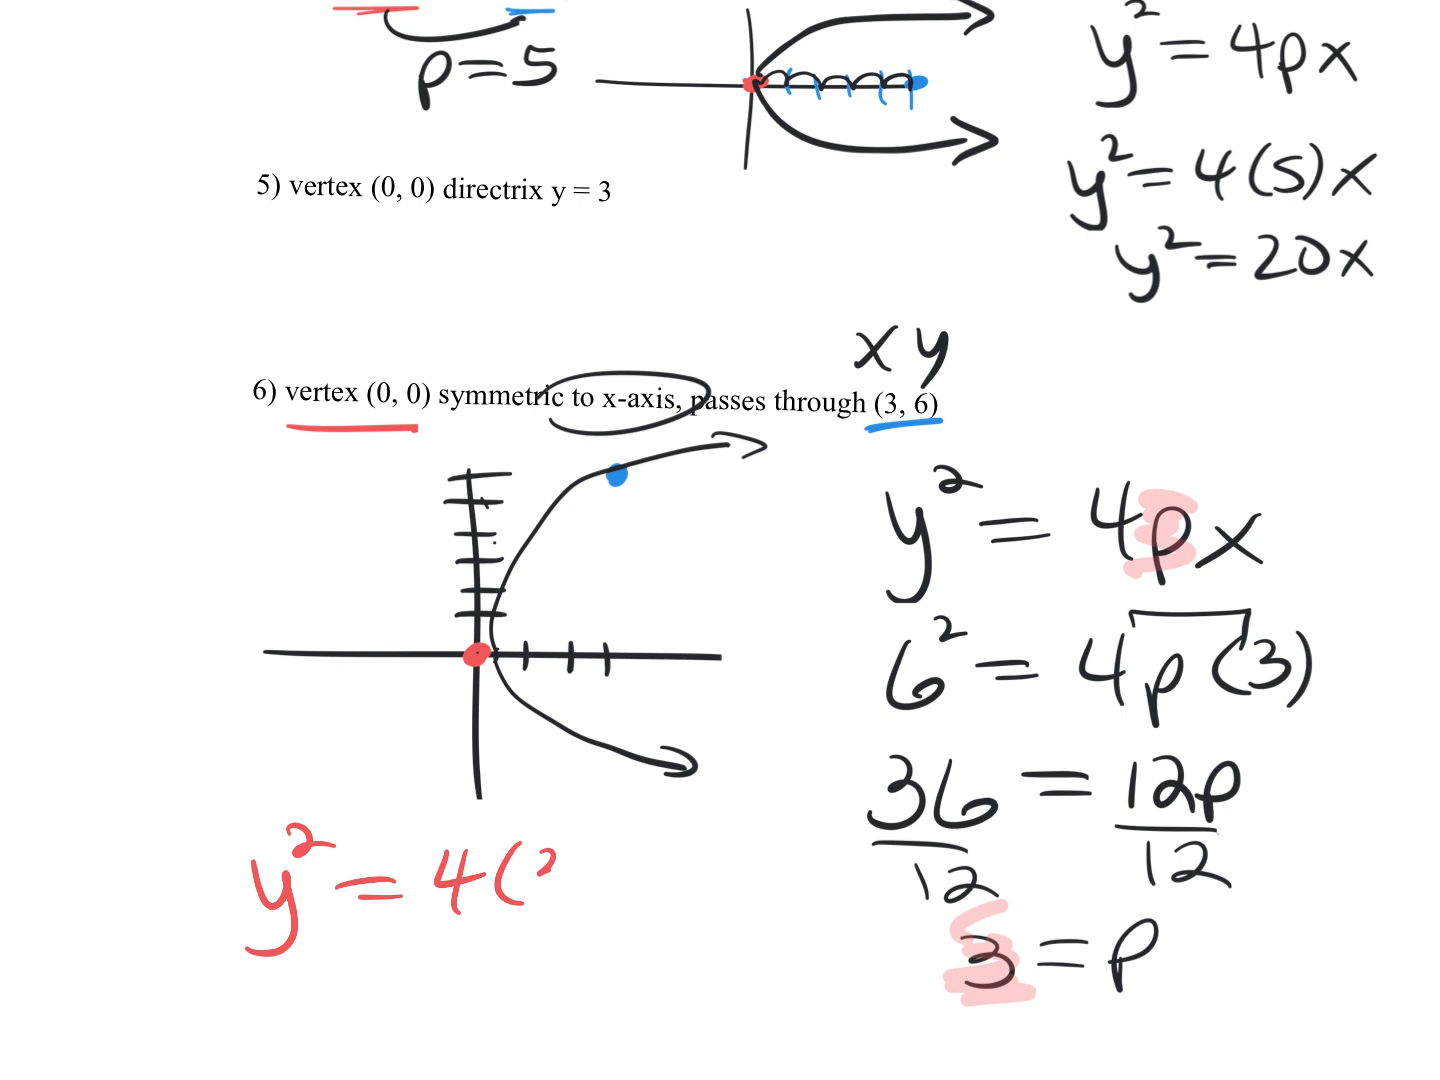 p=5
y² = 4px
y² = 4(5)x
y² = 20x
5) vertex (0, 0) directrix y = 3
x y
6) vertex (0, 0) symmetric to x-axis, passes through (3, 6)
y² = 4px
6² = 4p(3)
36 = 12p
12 12
3 = p
y² = 4(